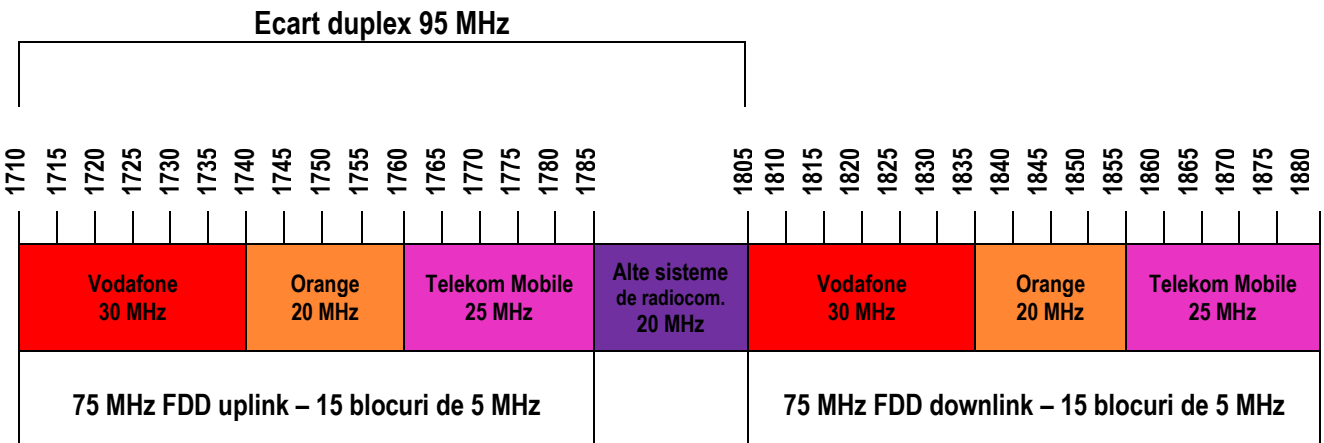 Ecart duplex 95 MHz
1710 1715 1720 1725 1730 1735 1740 1745 1750 1755 1760 1765 1770 1775 1780 1785 1805 1810 1815 1820 1825 1830 1835 1840 1845 1850 1855 1860 1865 1870 1875 1880
Vodafone
30 MHz
Orange
20 MHz
Telekom Mobile
25 MHz
Alte sisteme
de radiocom.
20 MHz
Vodafone
30 MHz
Orange
20 MHz
Telekom Mobile
25 MHz
75 MHz FDD uplink – 15 blocuri de 5 MHz
75 MHz FDD downlink – 15 blocuri de 5 MHz